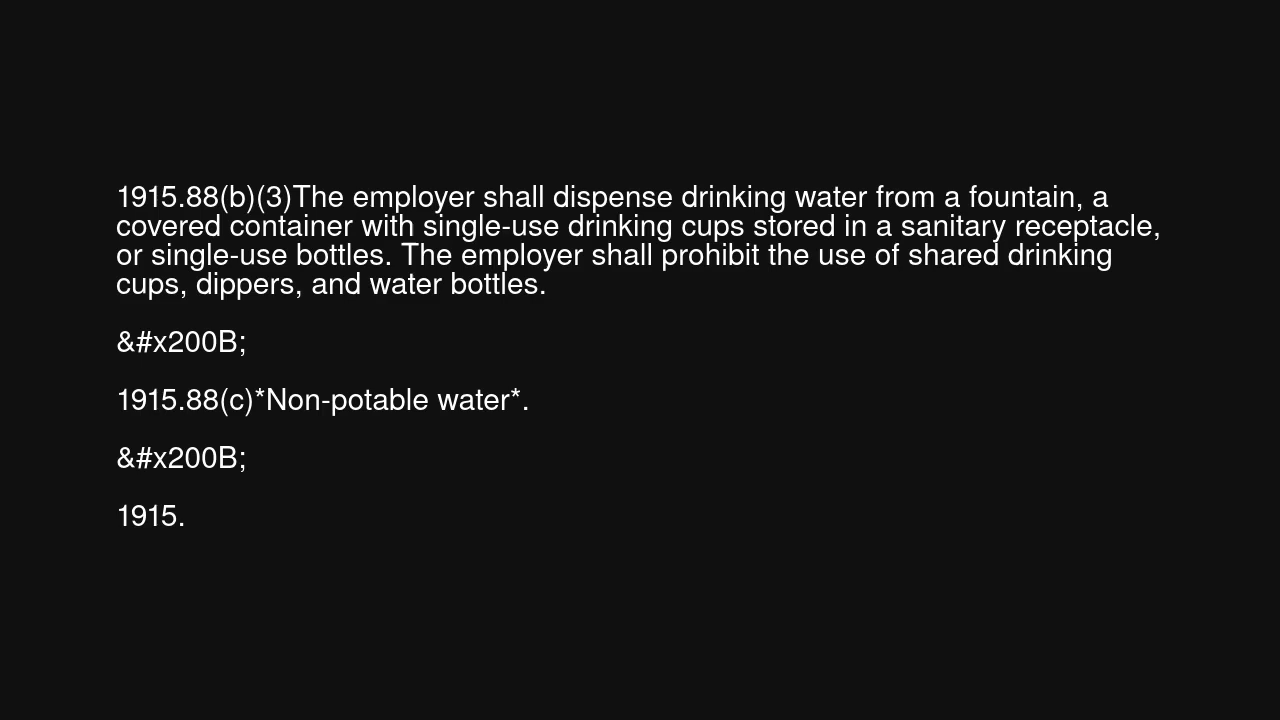 1915.88(b)(3)The employer shall dispense drinking water from a fountain, a
covered container with single-use drinking cups stored in a sanitary receptacle,
or single-use bottles. The employer shall prohibit the use of shared drinking
cups, dippers, and water bottles.
&#x200B;
1915.88(c)*Non-potable water*.
&#x200B;
1915.